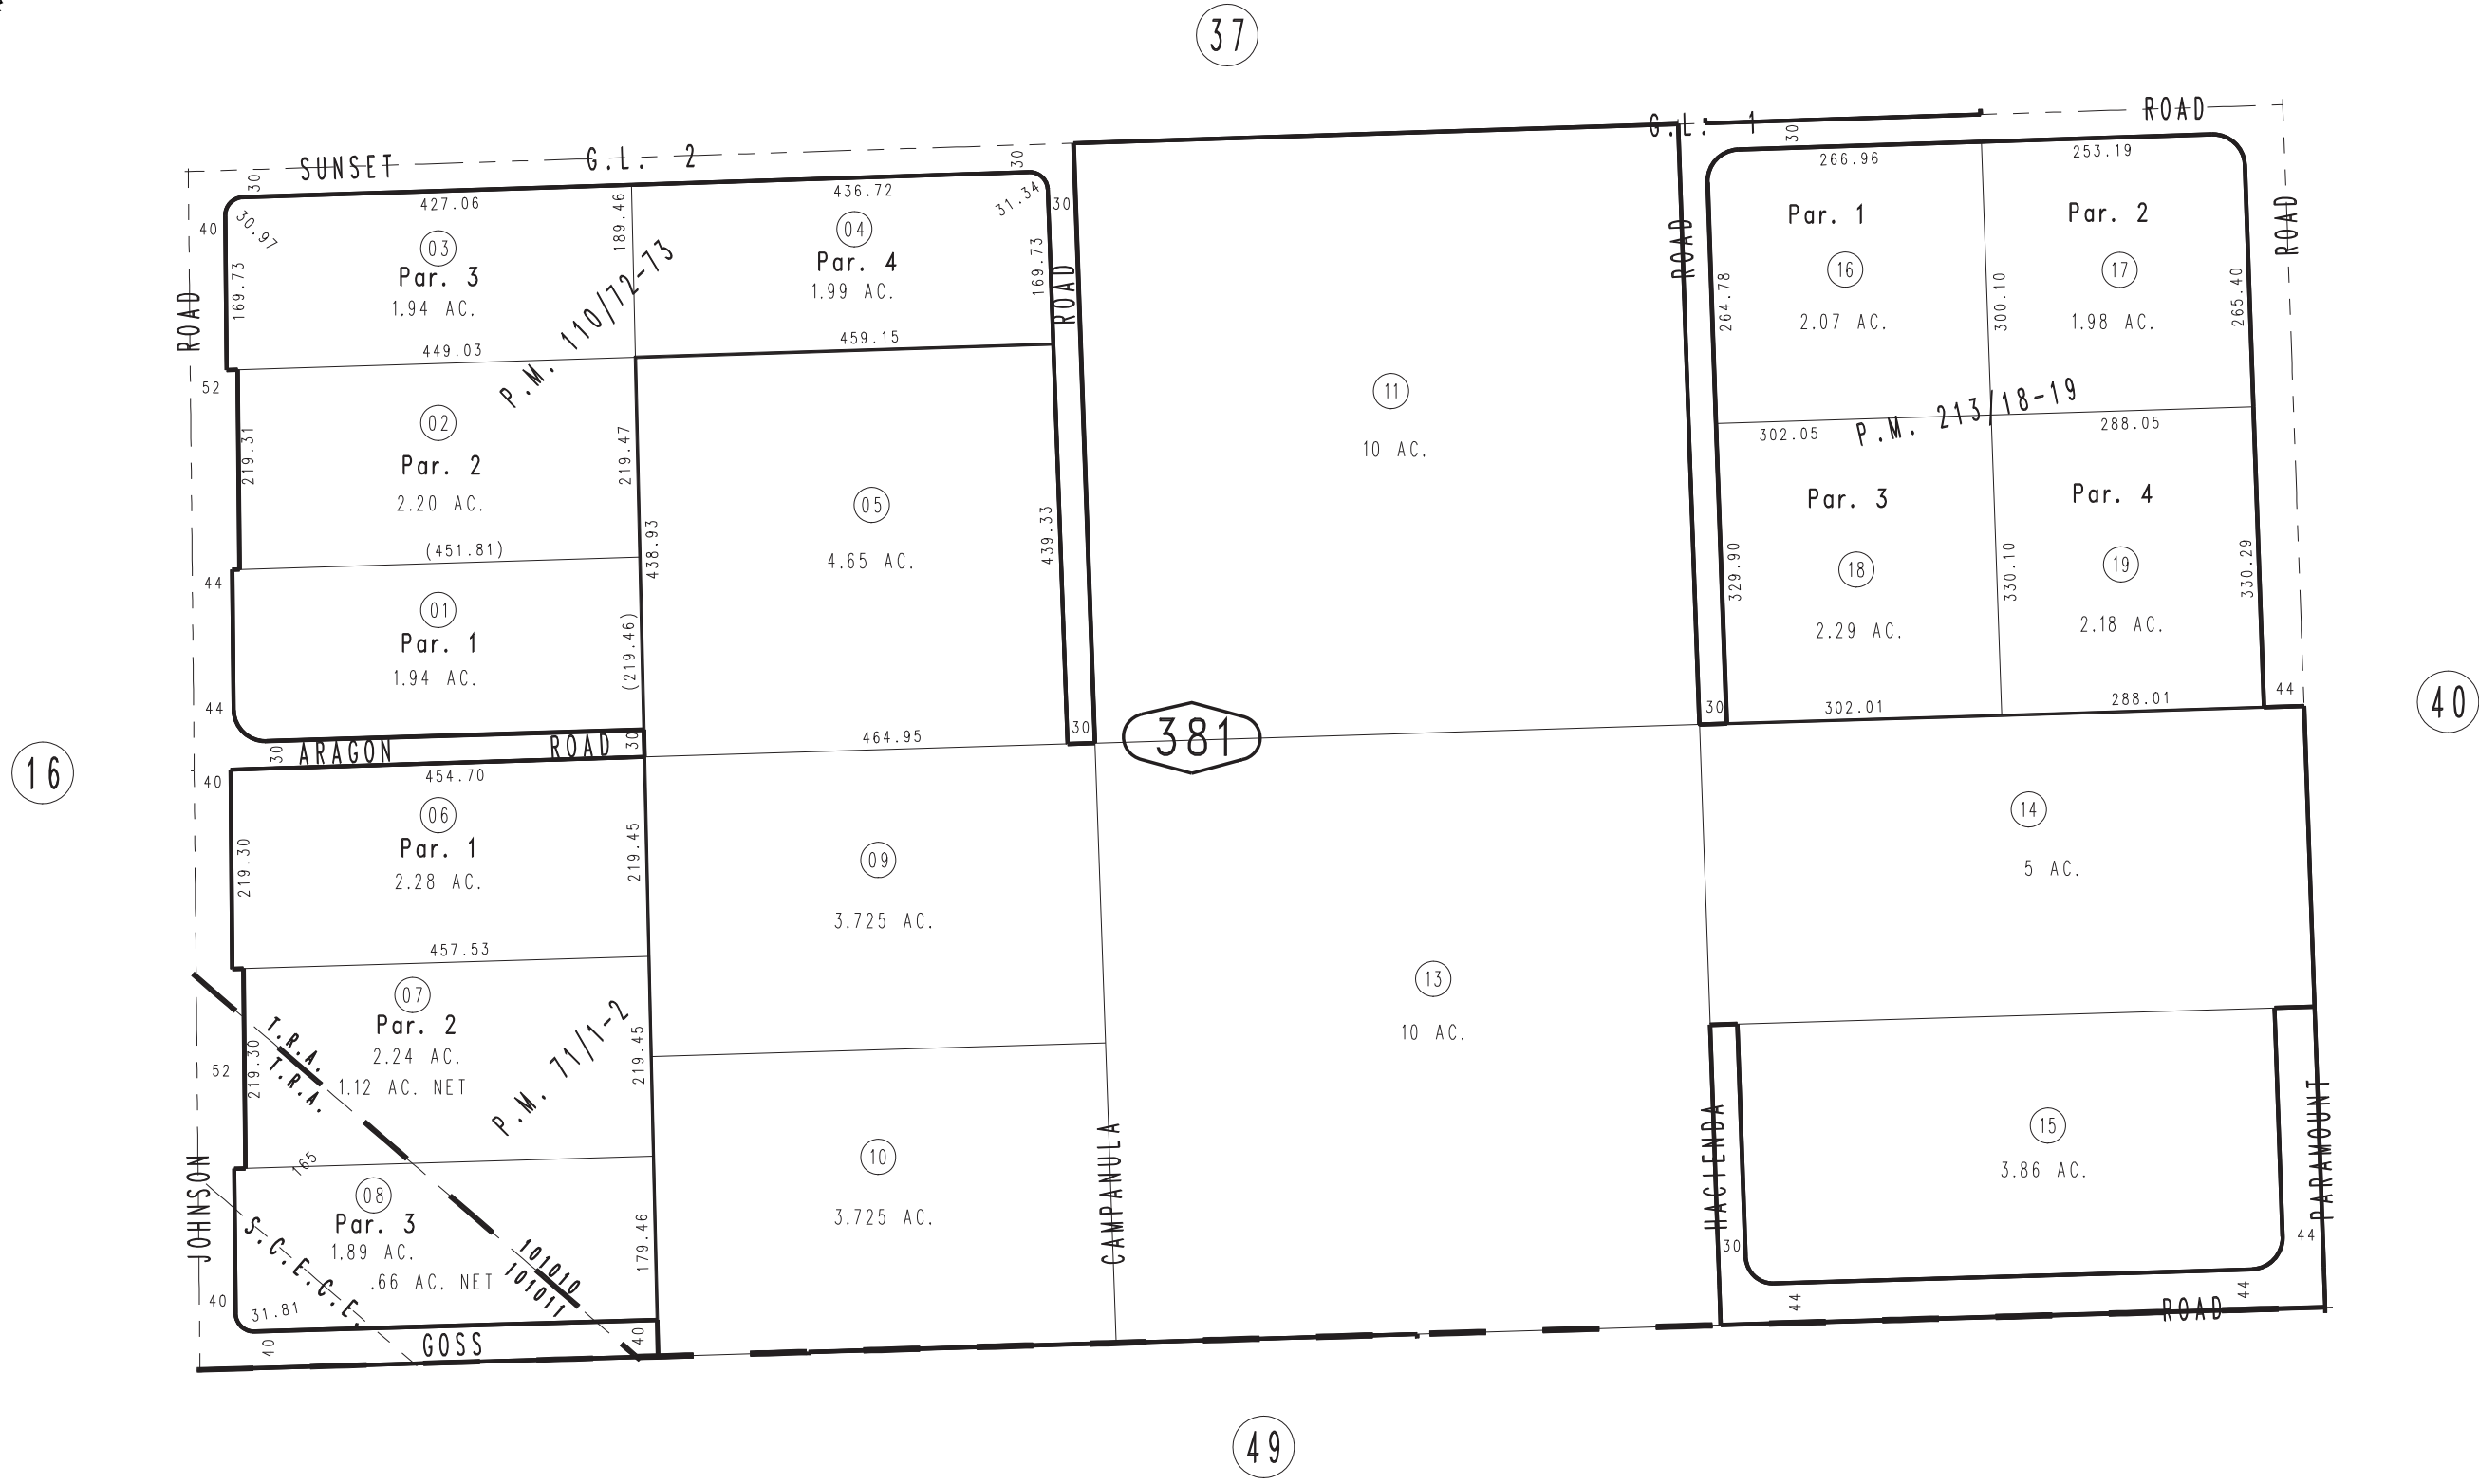 37
SUNSET
G.L. 2
G.L. 1
ROAD
30
30
30
427.06
436.72
266.96
253.19
40
30.97
189.46
31.34
30
03
Par. 3
1.94 AC.
169.73
04
Par. 4
1.99 AC.
169.73
ROAD
ROAD
ROAD
ROAD
Par. 1
16
2.07 AC.
264.78
300.10
Par. 2
17
1.98 AC.
265.40
449.03
459.15
P.M. 110/72-73
52
02
Par. 2
2.20 AC.
219.31
219.47
(451.81)
11
10 AC.
302.05
P.M. 213/18-19
288.05
05
4.65 AC.
438.93
439.33
44
01
Par. 1
1.94 AC.
(219.46)
44
Par. 3
18
2.29 AC.
329.90
330.10
Par. 4
19
2.18 AC.
330.29
302.01
288.01
30
44
40
30
ARAGON ROAD
30
464.95
30
381
16
40
454.70
06
Par. 1
2.28 AC.
219.30
219.45
457.53
09
3.725 AC.
14
5 AC.
07
Par. 2
2.24 AC.
1.12 AC. NET
219.30
219.45
52
T.R.A.
T.R.A.
P.M. 71/1-2
13
10 AC.
165
08
Par. 3
1.89 AC.
.66 AC. NET
179.46
JOHNSON
S.C.E.C.E.
101010
101011
10
3.725 AC.
CAMPANULA
HACIENDA
15
3.86 AC.
PARAMOUNT
30
44
40
31.81
40
GOSS
40
44
44
ROAD
49